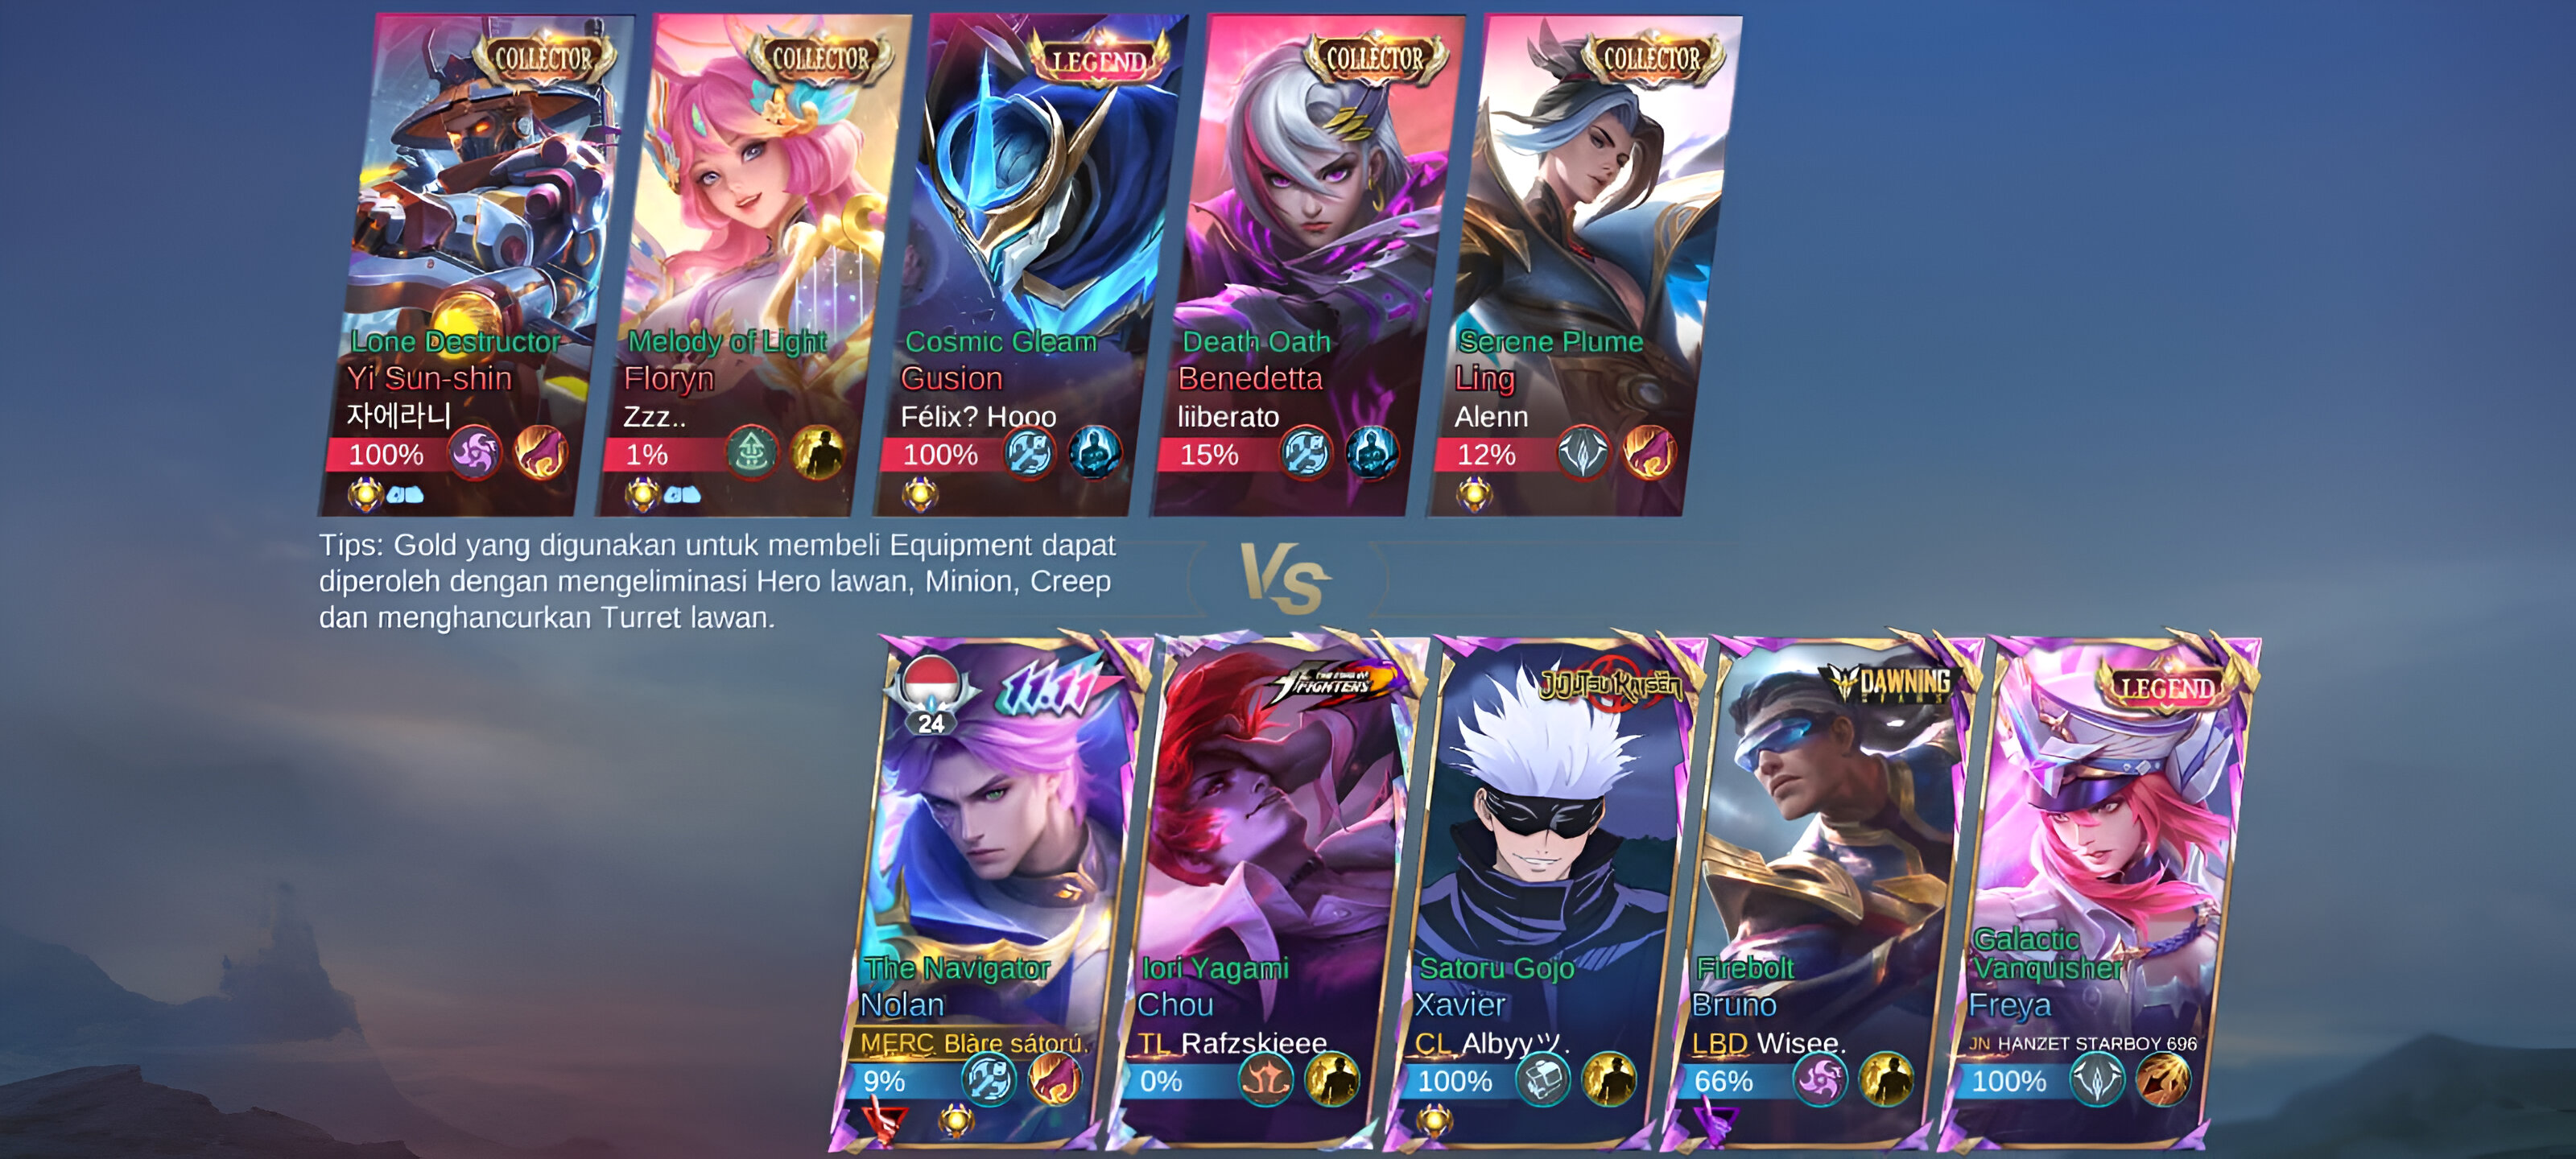 COLLECTOR
Lone Destructor
Yi Sun-shin
자에라니
100%
COLLECTOR
Melody of Light
Floryn
Zzz..
1%
LEGEND
Cosmic Gleam
Gusion
Félix? Hooo
100%
COLLECTOR
Death Oath
Benedetta
liiberato
15%
COLLECTOR
Serene Plume
Ling
Alenn
12%
Tips: Gold yang digunakan untuk membeli Equipment dapat
diperoleh dengan mengeliminasi Hero lawan, Minion, Creep
dan menghancurkan Turret lawan.
VS
24
11.11
The Navigator
Nolan
MERC Blàre sátorú.
9%
FIGHTERS
Iori Yagami
Chou
TL Rafzskieee
0%
JUJUTSU KAISEN
Satoru Gojo
Xavier
CL Albyyツ.
100%
DAWNING
STARS
Firebolt
Bruno
LBD Wisee.
66%
LEGEND
Galactic
Vanquisher
Freya
JN HANZET STARBOY 696
100%